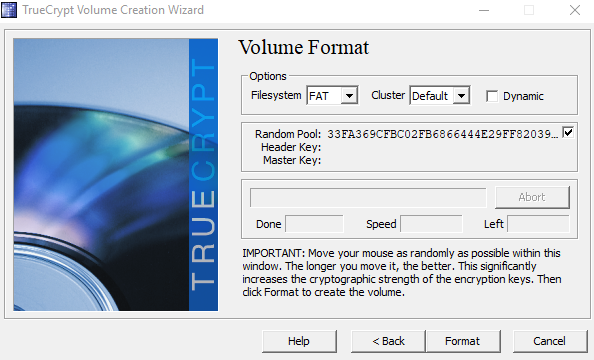 TrueCrypt Volume Creation Wizard
TRUECRYPT
Volume Format
Options
Filesystem FAT Cluster Default Dynamic
Random Pool: 33FA369CFBC02FB6866444E29FF82039...
Header Key:
Master Key:
Abort
Done Speed Left
IMPORTANT: Move your mouse as randomly as possible within this
window. The longer you move it, the better. This significantly
increases the cryptographic strength of the encryption keys. Then
click Format to create the volume.
Help < Back Format Cancel